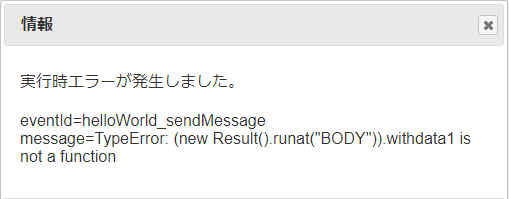 情報
実行時エラーが発生しました。
eventId=helloWorld_sendMessage
message=TypeError: (new Result().runat("BODY")).withdata1 is
not a function